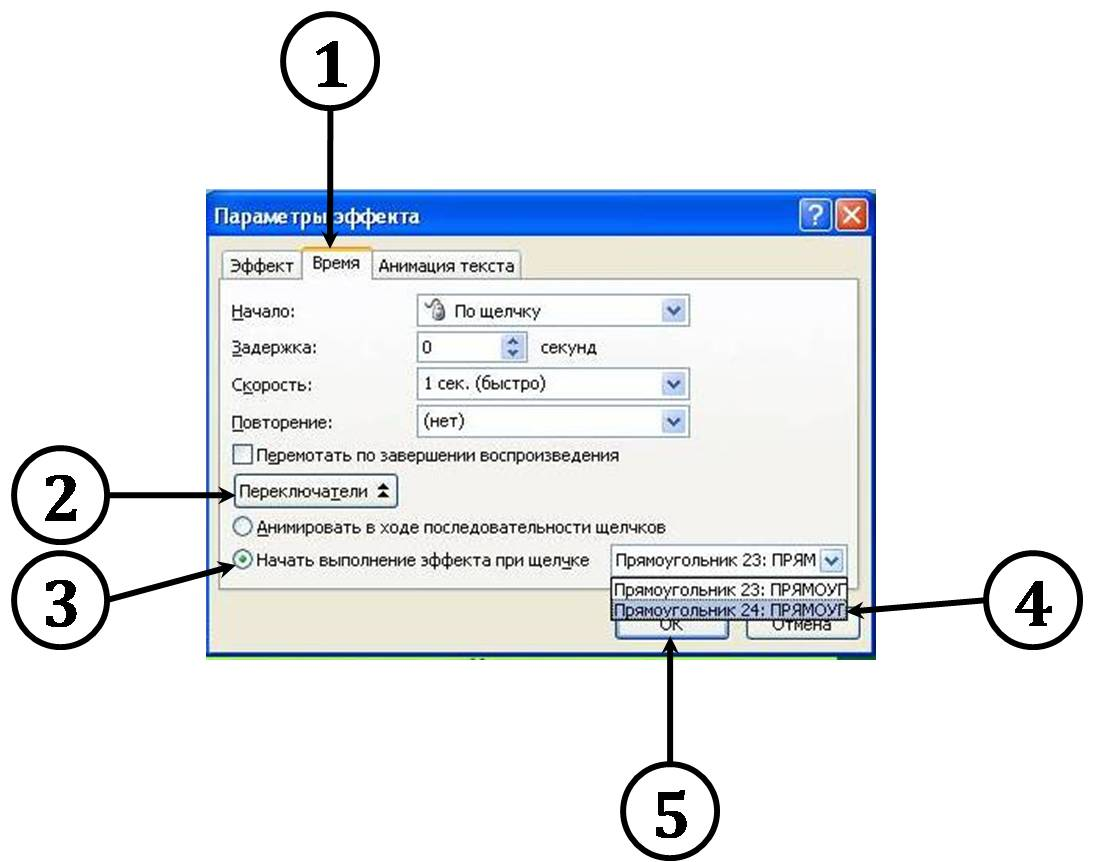 1
Параметры эффекта
Эффект Время Анимация текста
Начало: По щелчку
Задержка: 0 секунд
Скорость: 1 сек. (быстро)
Повторение: (нет)
Перемотать по завершении воспроизведения
2 Переключатели
Анимировать в ходе последовательности щелчков
3 Начать выполнение эффекта при щелчке Прямоугольник 23: ПРЯМ
Прямоугольник 23: ПРЯМОУГ
Прямоугольник 24: ПРЯМОУГ 4
ОК Отмена
5